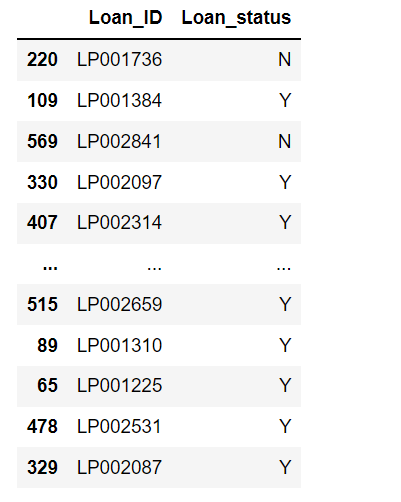 Loan_ID Loan_status
220 LP001736 N
109 LP001384 Y
569 LP002841 N
330 LP002097 Y
407 LP002314 Y
... ... ...
515 LP002659 Y
89 LP001310 Y
65 LP001225 Y
478 LP002531 Y
329 LP002087 Y